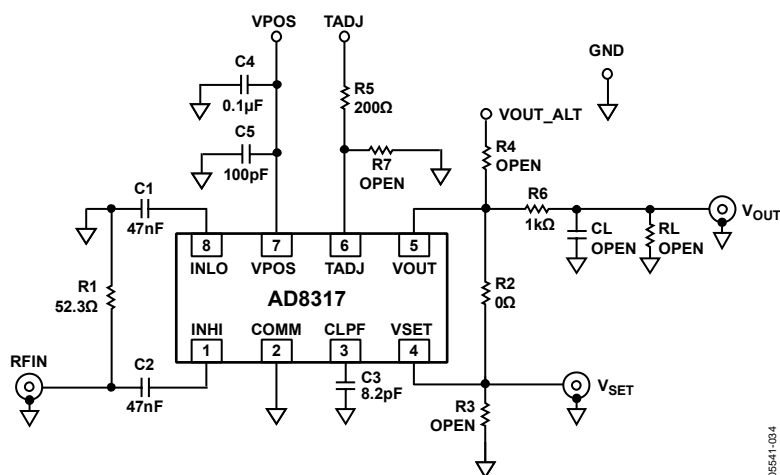 VPOS
TADJ
GND
C4
0.1µF
R5
200Ω
VOUT_ALT
C5
100pF
R7
OPEN
R4
OPEN
C1
47nF
R6
1kΩ
VOUT
CL
OPEN
RL
OPEN
8
7
6
5
INLO
VPOS
TADJ
VOUT
R1
52.3Ω
AD8317
R2
0Ω
INHI
COMM
CLPF
VSET
1
2
3
4
RFIN
C2
47nF
C3
8.2pF
R3
OPEN
VSET
05541-034